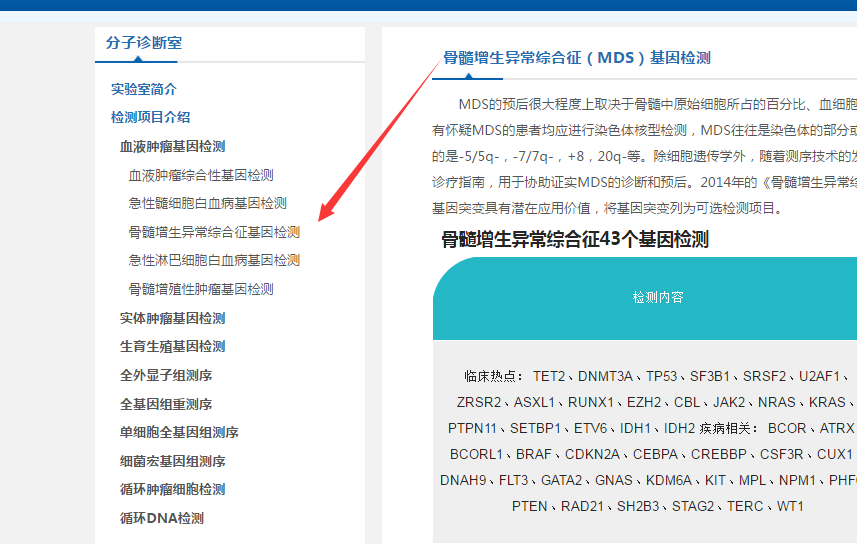 分子诊断室
实验室简介
检测项目介绍
血液肿瘤基因检测
血液肿瘤综合性基因检测
急性髓细胞白血病基因检测
骨髓增生异常综合征基因检测
急性淋巴细胞白血病基因检测
骨髓增殖性肿瘤基因检测
实体肿瘤基因检测
生育生殖基因检测
全外显子组测序
全基因组重测序
单细胞全基因组测序
细菌宏基因组测序
循环肿瘤细胞检测
循环DNA检测
骨髓增生异常综合征（MDS）基因检测
MDS的预后很大程度上取决于骨髓中原始细胞所占的百分比、血细胞
有怀疑MDS的患者均应进行染色体核型检测，MDS往往是染色体的部分或
的是-5/5q-，-7/7q-，+8，20q-等。除细胞遗传学外，随着测序技术的发
诊疗指南，用于协助证实MDS的诊断和预后。2014年的《骨髓增生异常综
基因突变具有潜在应用价值，将基因突变列为可选检测项目。
骨髓增生异常综合征43个基因检测
检测内容
临床热点： TET2、DNMT3A、TP53、SF3B1、SRSF2、U2AF1、
ZRSR2、ASXL1、RUNX1、EZH2、CBL、JAK2、NRAS、KRAS、
PTPN11、SETBP1、ETV6、IDH1、IDH2 疾病相关： BCOR、ATRX
BCORL1、BRAF、CDKN2A、CEBPA、CREBBP、CSF3R、CUX1
DNAH9、FLT3、GATA2、GNAS、KDM6A、KIT、MPL、NPM1、PHF6
PTEN、RAD21、SH2B3、STAG2、TERC、WT1